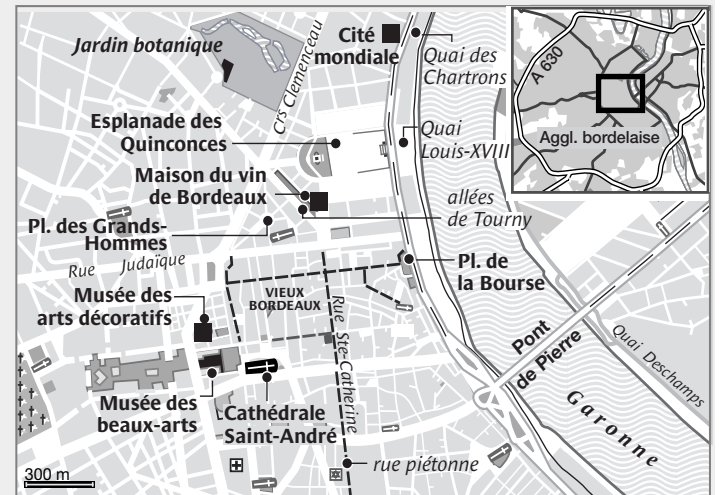 Jardin botanique
Crs Clemenceau
Cité
mondiale
Quai des
Chartrons
A 630
Aggl. bordelaise
Esplanade des
Quinconces
Quai
Louis-XVIII
Maison du vin
de Bordeaux
allées
de Tourny
Pl. des Grands-
Hommes
Rue Judaïque
Pl. de
la Bourse
Musée des
arts décoratifs
VIEUX
BORDEAUX
Rue Ste-Catherine
Pont
de Pierre
Quai Deschamps
Garonne
Musée des
beaux-arts
Cathédrale
Saint-André
rue piétonne
300 m